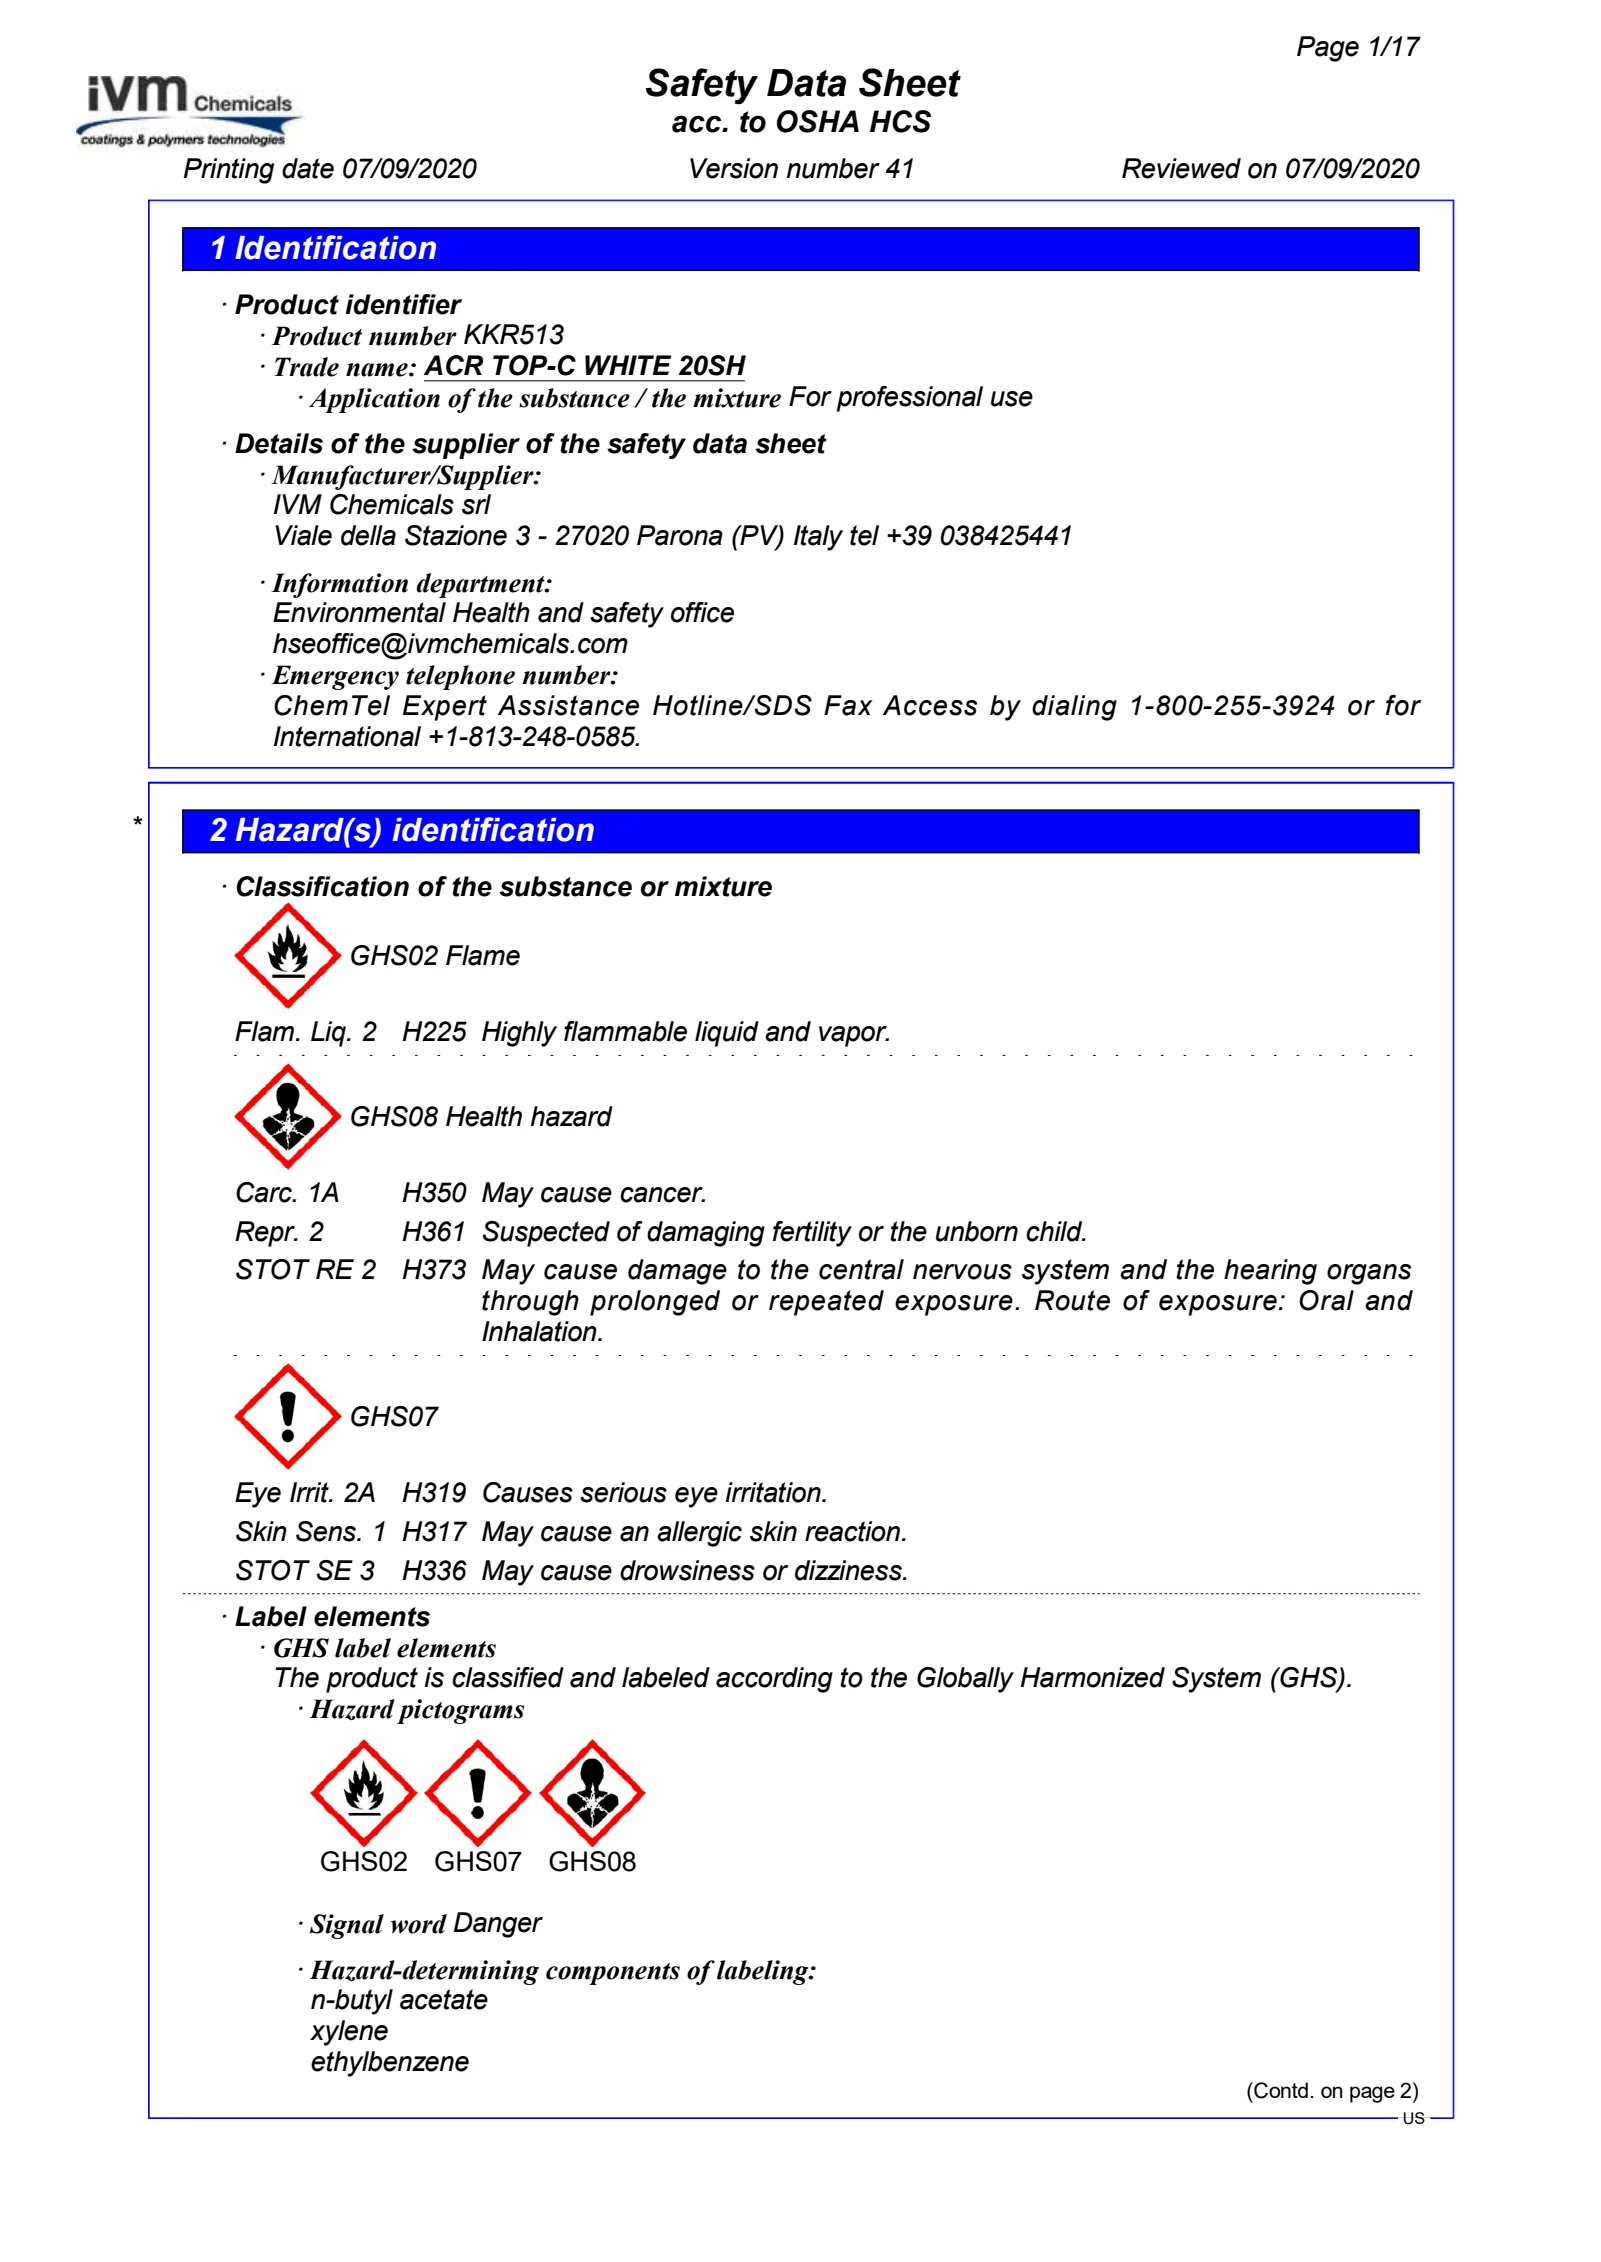 Page 1/17
ivm Chemicals
coatings & polymers technologies
Safety Data Sheet
acc. to OSHA HCS
Printing date 07/09/2020 Version number 41 Reviewed on 07/09/2020
1 Identification
· Product identifier
· Product number KKR513
· Trade name: ACR TOP-C WHITE 20SH
· Application of the substance / the mixture For professional use
· Details of the supplier of the safety data sheet
· Manufacturer/Supplier:
IVM Chemicals srl
Viale della Stazione 3 - 27020 Parona (PV) Italy tel +39 038425441
· Information department:
Environmental Health and safety office
hseoffice@ivmchemicals.com
· Emergency telephone number:
ChemTel Expert Assistance Hotline/SDS Fax Access by dialing 1-800-255-3924 or for
International +1-813-248-0585.
*
2 Hazard(s) identification
· Classification of the substance or mixture
GHS02 Flame
Flam. Liq. 2 H225 Highly flammable liquid and vapor.
GHS08 Health hazard
Carc. 1A H350 May cause cancer.
Repr. 2 H361 Suspected of damaging fertility or the unborn child.
STOT RE 2 H373 May cause damage to the central nervous system and the hearing organs
through prolonged or repeated exposure. Route of exposure: Oral and
Inhalation.
GHS07
Eye Irrit. 2A H319 Causes serious eye irritation.
Skin Sens. 1 H317 May cause an allergic skin reaction.
STOT SE 3 H336 May cause drowsiness or dizziness.
· Label elements
· GHS label elements
The product is classified and labeled according to the Globally Harmonized System (GHS).
· Hazard pictograms
GHS02 GHS07 GHS08
· Signal word Danger
· Hazard-determining components of labeling:
n-butyl acetate
xylene
ethylbenzene
(Contd. on page 2)
US